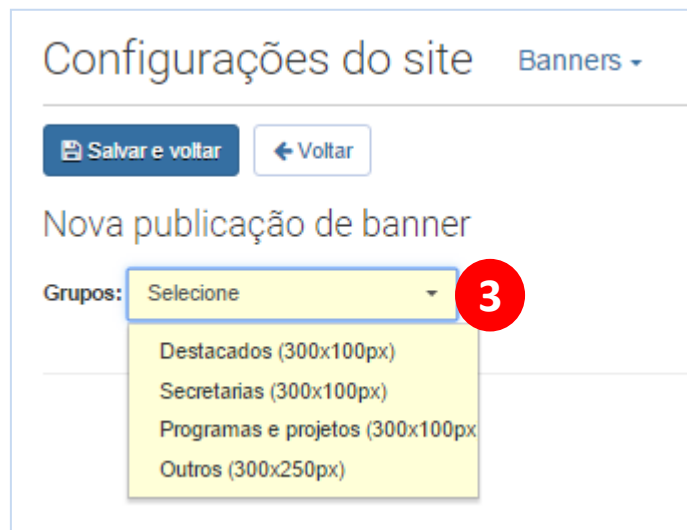 Configurações do site Banners
Salvar e voltar Voltar
Nova publicação de banner
Grupos: Selecione 3
Destacados (300x100px)
Secretarias (300x100px)
Programas e projetos (300x100px
Outros (300x250px)